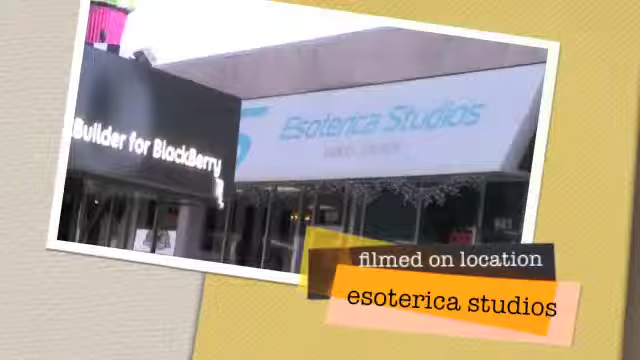 Builder for BlackBerry
Esoterica Studios
filmed on location
esoterica studios